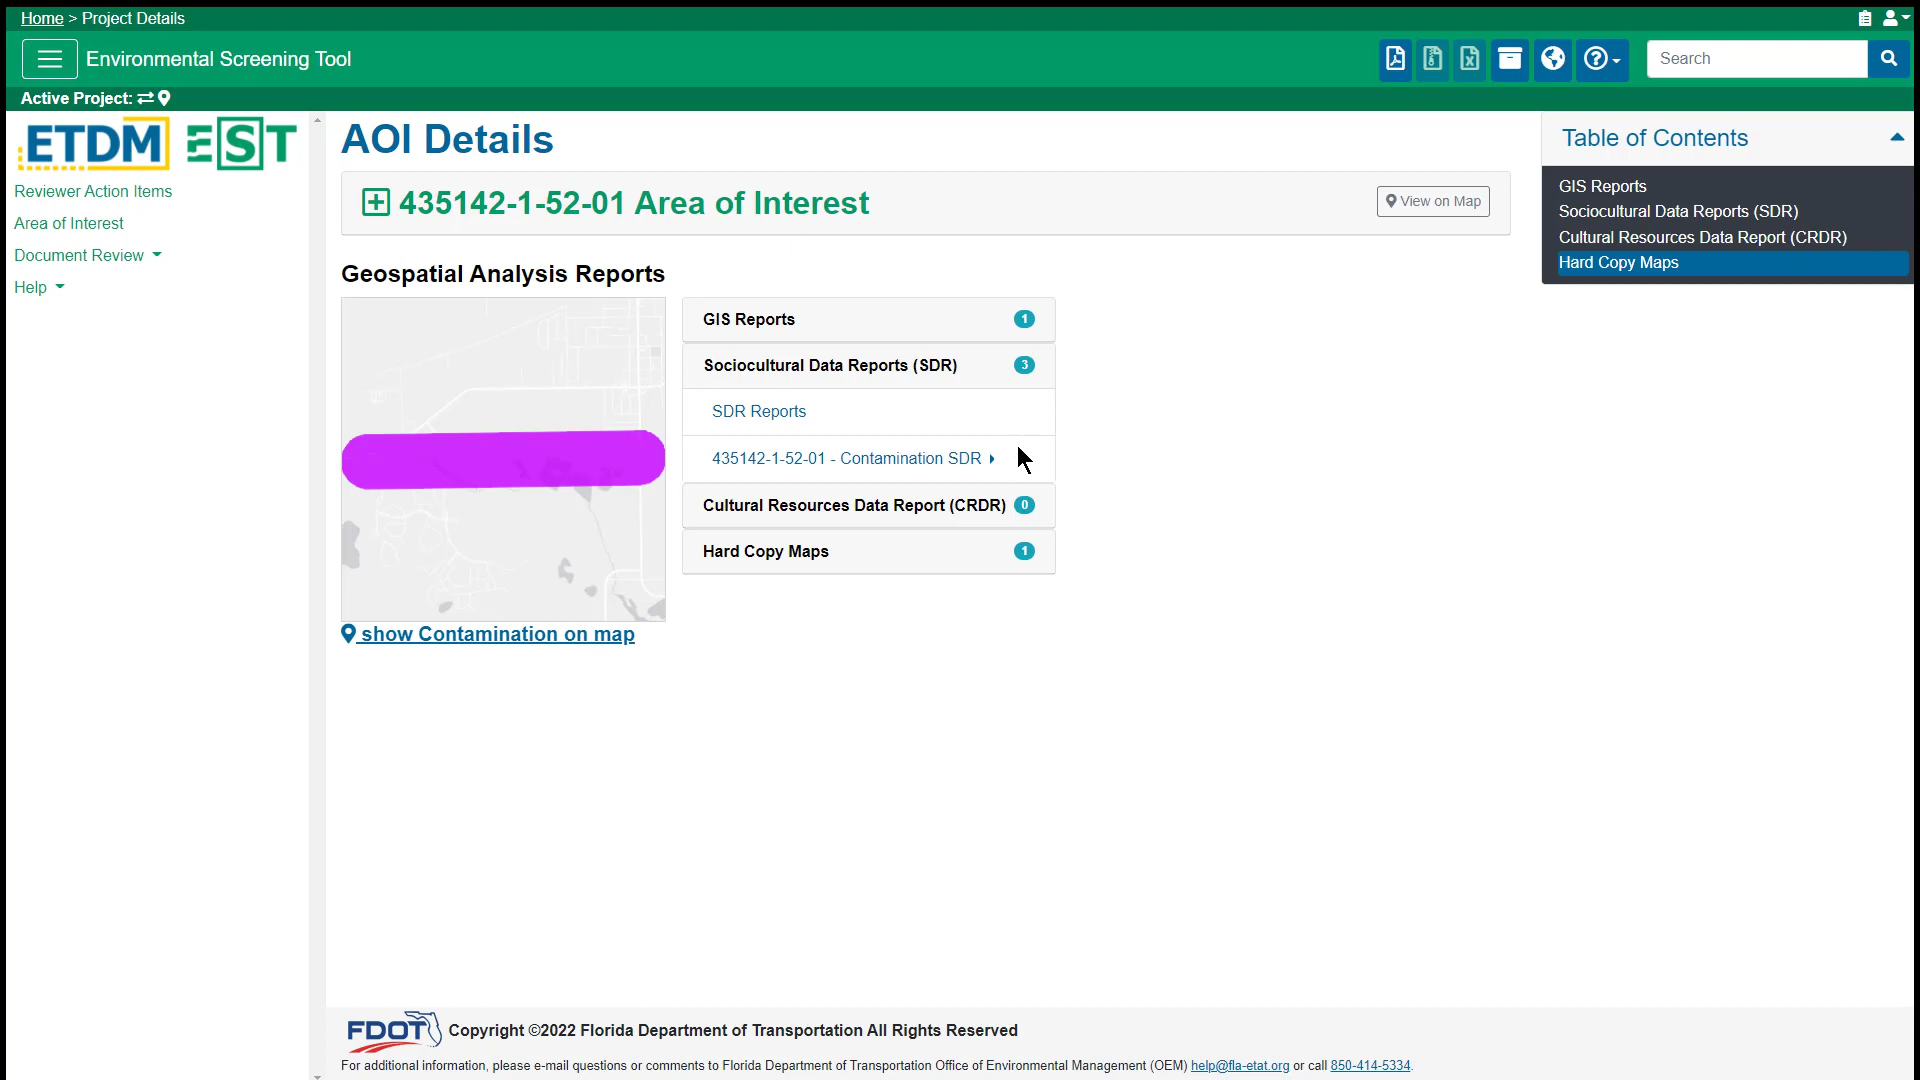 Home > Project Details
Environmental Screening Tool
Search
Active Project:
ETDM EST
Reviewer Action Items
Area of Interest
Document Review
Help
AOI Details
435142-1-52-01 Area of Interest
View on Map
Geospatial Analysis Reports
GIS Reports 1
Sociocultural Data Reports (SDR) 3
SDR Reports
435142-1-52-01 - Contamination SDR
Cultural Resources Data Report (CRDR) 0
Hard Copy Maps 1
show Contamination on map
Table of Contents
GIS Reports
Sociocultural Data Reports (SDR)
Cultural Resources Data Report (CRDR)
Hard Copy Maps
FDOT Copyright ©2022 Florida Department of Transportation All Rights Reserved
For additional information, please e-mail questions or comments to Florida Department of Transportation Office of Environmental Management (OEM) help@fla-etat.org or call 850-414-5334.